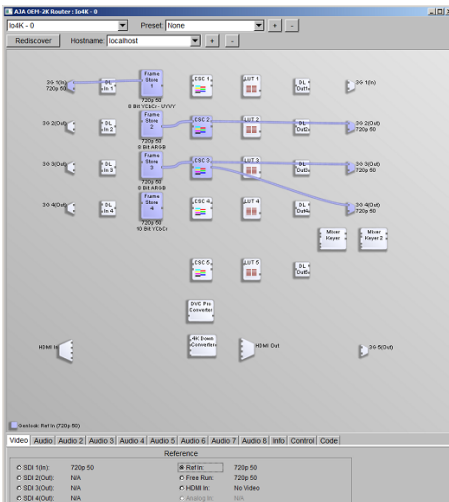 AJA OEM-2K Router : Io4K - 0
Io4K - 0
Preset: None
+
-
Rediscover
Hostname: localhost
+
-
3G 1(In)
720p 50
DL
In 1
Frame
Store
1
720p 50
8 Bit YCbCr - UYVY
CSC 1
LUT 1
DL
Out1
3G 1(In)
3G 2(Out)
DL
In 2
Frame
Store
2
720p 50
8 Bit ARGB
CSC 2
LUT 2
DL
Out2
3G 2(Out)
720p 50
3G 3(Out)
DL
In 3
Frame
Store
3
720p 50
8 Bit ARGB
CSC 3
LUT 3
DL
Out3
3G 3(Out)
720p 50
3G 4(Out)
DL
In 4
Frame
Store
4
720p 50
10 Bit YCbCr
CSC 4
LUT 4
DL
Out4
3G 4(Out)
720p 50
Mixer
Keyer
Mixer
Keyer 2
CSC 5
LUT 5
DL
Out5
DVC Pro
Converter
HDMI In
4K Down
Converter
HDMI Out
3G-5(Out)
Genlock: Ref In (720p 50)
Video Audio Audio 2 Audio 3 Audio 4 Audio 5 Audio 6 Audio 7 Audio 8 Info Control Code
Reference
SDI 1(In): 720p 50 Ref In: 720p 50
SDI 2(Out): N/A Free Run: 720p 50
SDI 3(Out): N/A HDMI In: No Video
SDI 4(Out): N/A Analog In: N/A